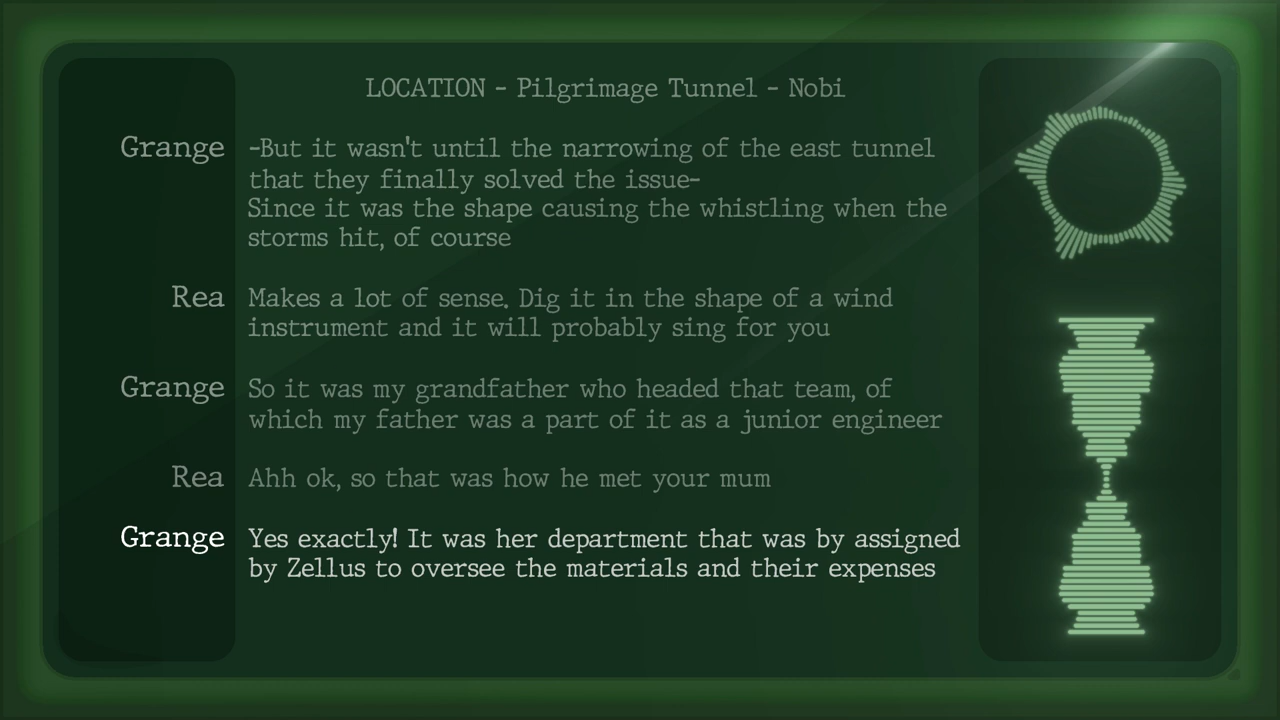 LOCATION - Pilgrimage Tunnel - Nobi
Grange -But it wasn't until the narrowing of the east tunnel
that they finally solved the issue-
Since it was the shape causing the whistling when the
storms hit, of course
Rea Makes a lot of sense. Dig it in the shape of a wind
instrument and it will probably sing for you
Grange So it was my grandfather who headed that team, of
which my father was a part of it as a junior engineer
Rea Ahh ok, so that was how he met your mum
Grange Yes exactly! It was her department that was by assigned
by Zellus to oversee the materials and their expenses